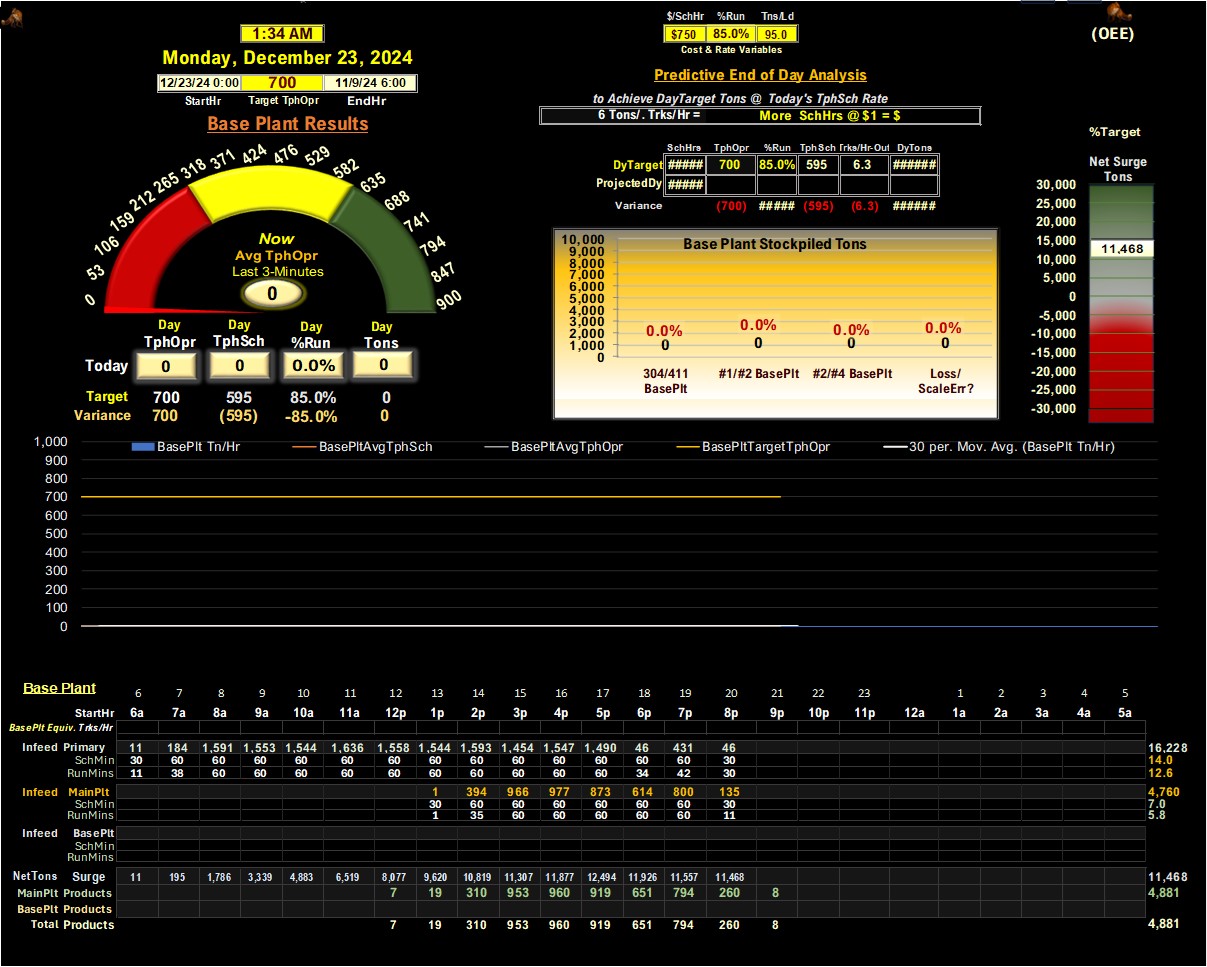 $/SchHr %Run Tns/Ld
$750 85.0% 95.0
Cost & Rate Variables
(OEE)
1:34 AM
Monday, December 23, 2024
12/23/24 0:00 700 11/9/24 6:00
StartHr Target TphOpr EndHr
Base Plant Results
Predictive End of Day Analysis
to Achieve DayTarget Tons @ Today's TphSch Rate
6 Tons/. Trks/Hr = More SchHrs @ $1 = $
SchHrs TphOpr %Run TphSch Trks/Hr-Out DyTons
DyTarget ##### 700 85.0% 595 6.3 ######
ProjectedDy #####
Variance (700) ##### (595) (6.3) ######
%Target
Net Surge
Tons
30,000
25,000
20,000
15,000
11,468
10,000
5,000
0
-5,000
-10,000
-15,000
-20,000
-25,000
-30,000
0 53 106 159 212 265 318 371 424 476 529 582 635 688 741 794 847 900
Now
Avg TphOpr
Last 3-Minutes
0
Day Day Day Day
TphOpr TphSch %Run Tons
Today 0 0 0.0% 0
Target 700 595 85.0% 0
Variance 700 (595) -85.0% 0
Base Plant Stockpiled Tons
10,000
9,000
8,000
7,000
6,000
5,000
4,000
3,000
2,000
1,000
0
0.0% 0.0% 0.0% 0.0%
0 0 0 0
304/411 #1/#2 BasePlt #2/#4 BasePlt Loss/
BasePlt ScaleErr?
BasePlt Tn/Hr BasePltAvgTphSch BasePltAvgTphOpr BasePltTargetTphOpr 30 per. Mov. Avg. (BasePlt Tn/Hr)
1,000
900
800
700
600
500
400
300
200
100
0
Base Plant 6 7 8 9 10 11 12 13 14 15 16 17 18 19 20 21 22 23 1 2 3 4 5
StartHr 6a 7a 8a 9a 10a 11a 12p 1p 2p 3p 4p 5p 6p 7p 8p 9p 10p 11p 12a 1a 2a 3a 4a 5a
BasePlt Equiv. Trks/Hr
Infeed Primary 11 184 1,591 1,553 1,544 1,636 1,558 1,544 1,593 1,454 1,547 1,490 46 431 46 16,228
SchMin 30 60 60 60 60 60 60 60 60 60 60 60 60 60 30 14.0
RunMins 11 38 60 60 60 60 60 60 60 60 60 60 34 42 30 12.6
Infeed MainPlt 1 394 966 977 873 614 800 135 4,760
SchMin 30 60 60 60 60 60 60 30 7.0
RunMins 1 35 60 60 60 60 60 11 5.8
Infeed BasePlt
SchMin
RunMins
NetTons Surge 11 195 1,786 3,339 4,883 6,519 8,077 9,620 10,819 11,307 11,877 12,494 11,926 11,557 11,468 11,468
MainPlt Products 7 19 310 953 960 919 651 794 260 8 4,881
BasePlt Products
Total Products 7 19 310 953 960 919 651 794 260 8 4,881